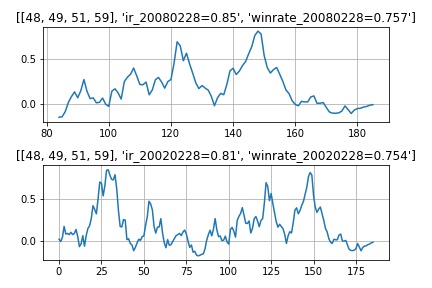 [[48, 49, 51, 59], 'ir_20080228=0.85', 'winrate_20080228=0.757']
0.5
0.0
80 100 120 140 160 180
[[48, 49, 51, 59], 'ir_20020228=0.81', 'winrate_20020228=0.754']
0.5
0.0
0 25 50 75 100 125 150 175